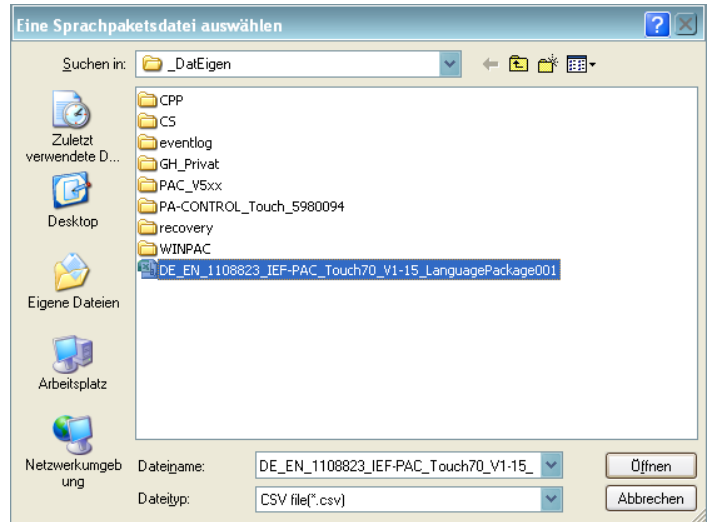 Eine Sprachpaketsdatei auswählen
Suchen in:
_DatEigen
CPP
CS
eventlog
GH_Privat
PAC_V5xx
PA-CONTROL_Touch_5980094
recovery
WINPAC
DE_EN_1108823_IEF-PAC_Touch70_V1-15_LanguagePackage001
Zuletzt
verwendete D...
Desktop
Eigene Dateien
Arbeitsplatz
Netzwerkumgeb
ung
Dateiname:
DE_EN_1108823_IEF-PAC_Touch70_V1-15_
Öffnen
Dateityp:
CSV file(*.csv)
Abbrechen